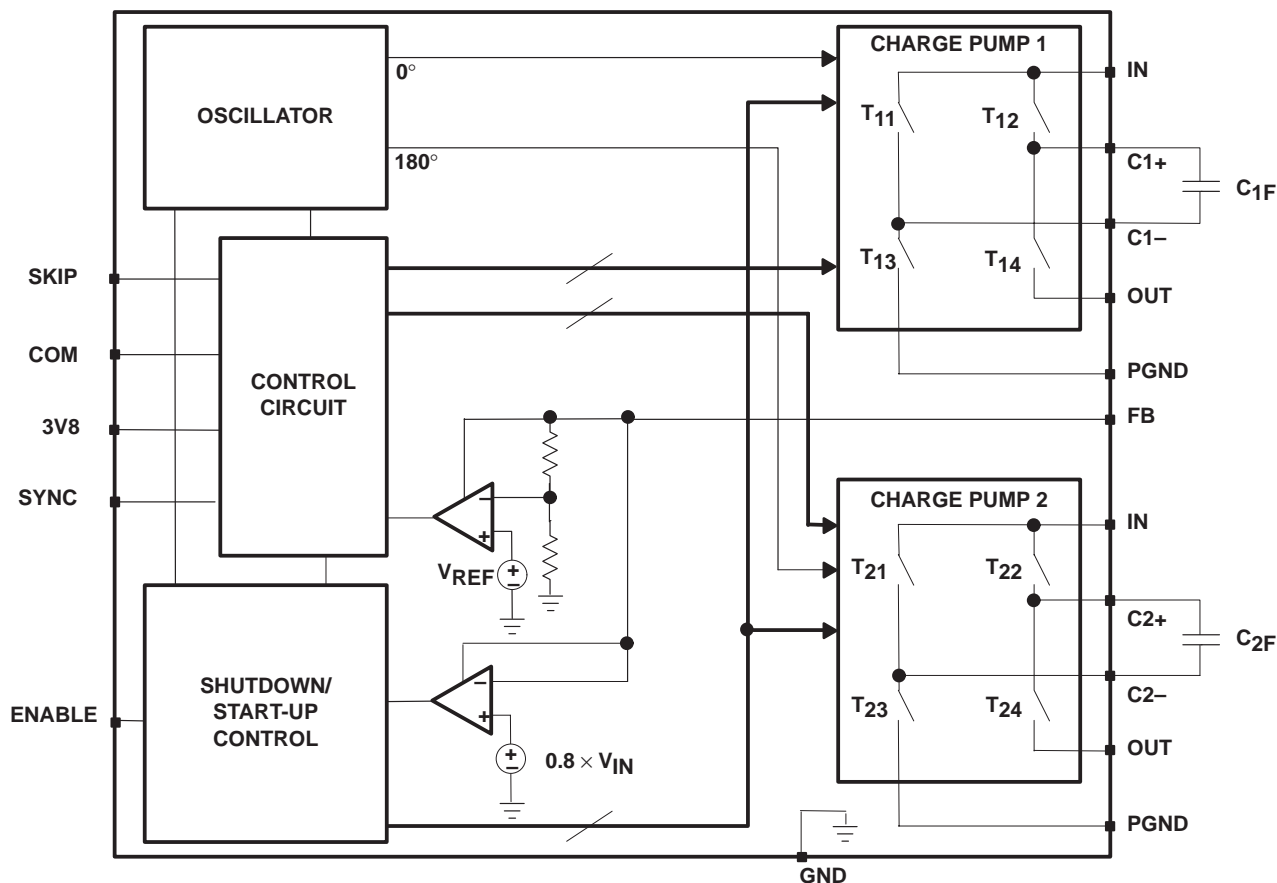 OSCILLATOR
0°
180°
CHARGE PUMP 1
T11
T12
T13
T14
IN
C1+
C1F
C1–
OUT
PGND
SKIP
COM
3V8
SYNC
CONTROL
CIRCUIT
FB
–
+
VREF
+
–
CHARGE PUMP 2
T21
T22
T23
T24
IN
C2+
C2F
C2–
OUT
PGND
ENABLE
SHUTDOWN/
START-UP
CONTROL
–
+
+
–
0.8 × VIN
GND